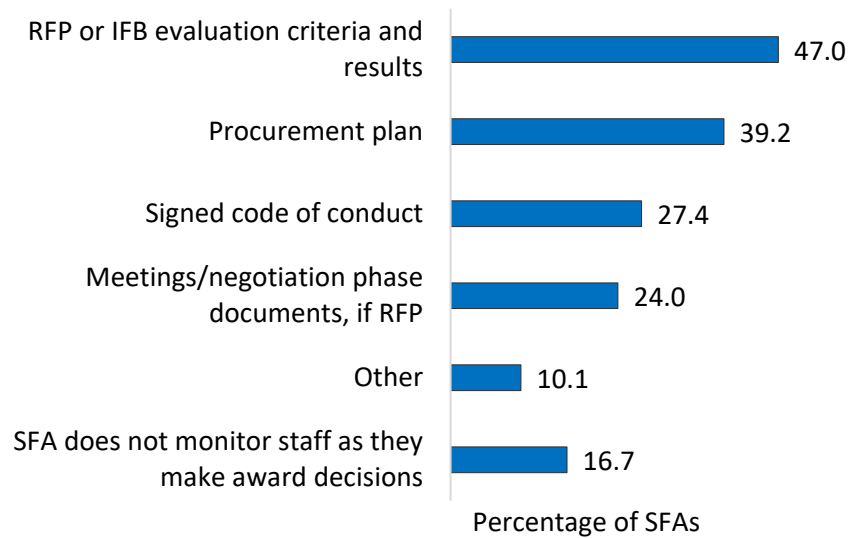 RFP or IFB evaluation criteria and
results
47.0
Procurement plan
39.2
Signed code of conduct
27.4
Meetings/negotiation phase
documents, if RFP
24.0
Other
10.1
SFA does not monitor staff as they
make award decisions
16.7
Percentage of SFAs